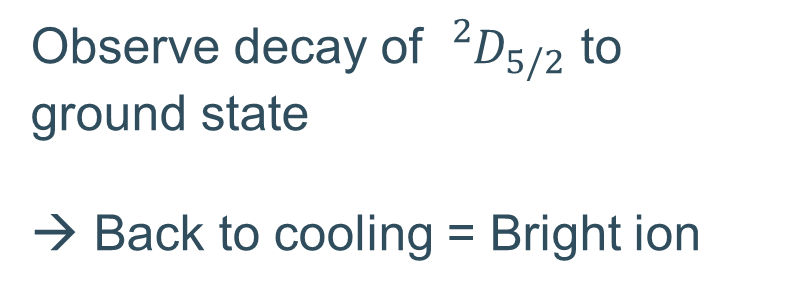 Observe decay of ²D₅/₂ to
ground state
→ Back to cooling = Bright ion